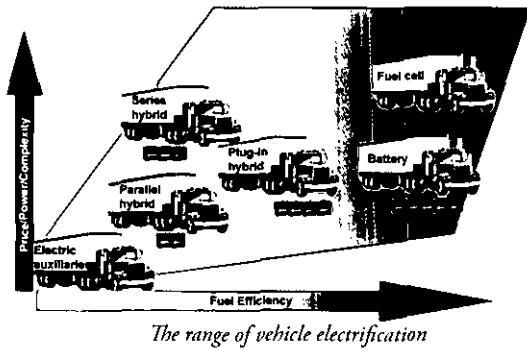 Fuel cell
Series
hybrid
Plug-in
hybrid
Battery
Parallel
hybrid
Electric
auxiliaries
Price/Power/Complexity
Fuel Efficiency
The range of vehicle electrification